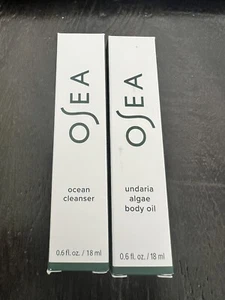 OSEA
ocean
cleanser
0.6 fl. oz. / 18 ml
OSEA
undaria
algae
body oil
0.6 fl. oz. / 18 ml